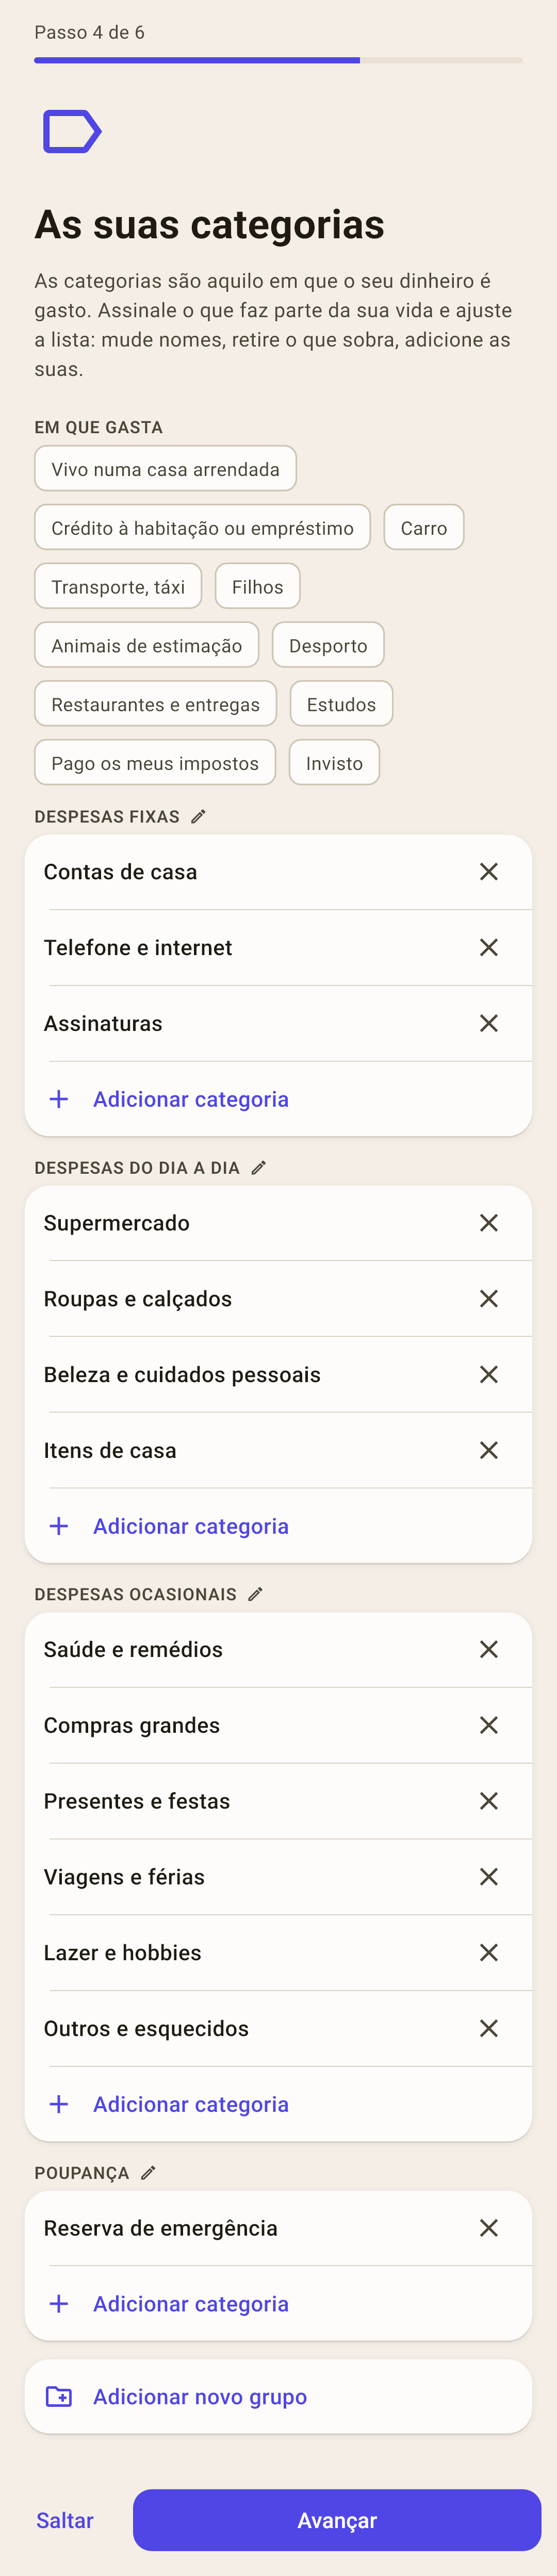 Passo 4 de 6
As suas categorias
As categorias são aquilo em que o seu dinheiro é
gasto. Assinale o que faz parte da sua vida e ajuste
a lista: mude nomes, retire o que sobra, adicione as
suas.
EM QUE GASTA
Vivo numa casa arrendada
Crédito à habitação ou empréstimo Carro
Transporte, táxi Filhos
Animais de estimação Desporto
Restaurantes e entregas Estudos
Pago os meus impostos Invisto
DESPESAS FIXAS
Contas de casa
Telefone e internet
Assinaturas
Adicionar categoria
DESPESAS DO DIA A DIA
Supermercado
Roupas e calçados
Beleza e cuidados pessoais
Itens de casa
Adicionar categoria
DESPESAS OCASIONAIS
Saúde e remédios
Compras grandes
Presentes e festas
Viagens e férias
Lazer e hobbies
Outros e esquecidos
Adicionar categoria
POUPANÇA
Reserva de emergência
Adicionar categoria
Adicionar novo grupo
Saltar Avançar